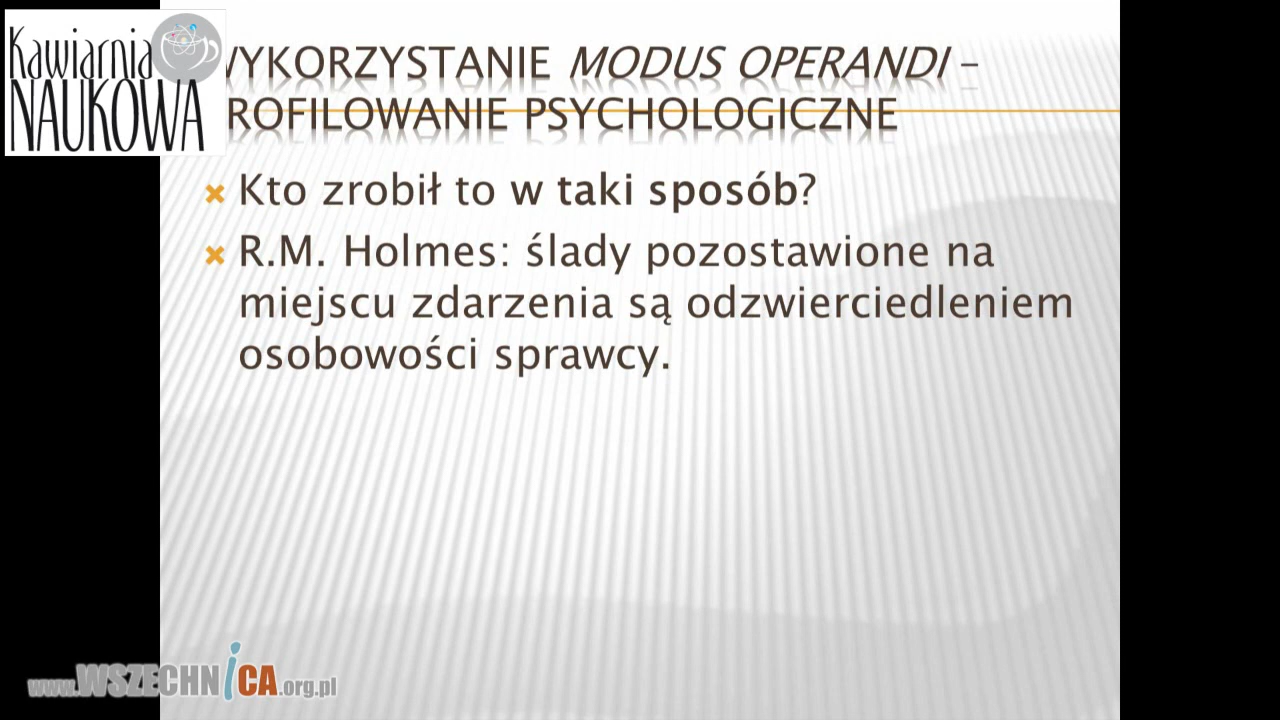 Kawiarnia
NAUKOWA
WYKORZYSTANIE MODUS OPERANDI –
ROFILOWANIE PSYCHOLOGICZNE
Kto zrobił to w taki sposób?
R.M. Holmes: ślady pozostawione na
miejscu zdarzenia są odzwierciedleniem
osobowości sprawcy.
www.WSZECHNICA.org.pl